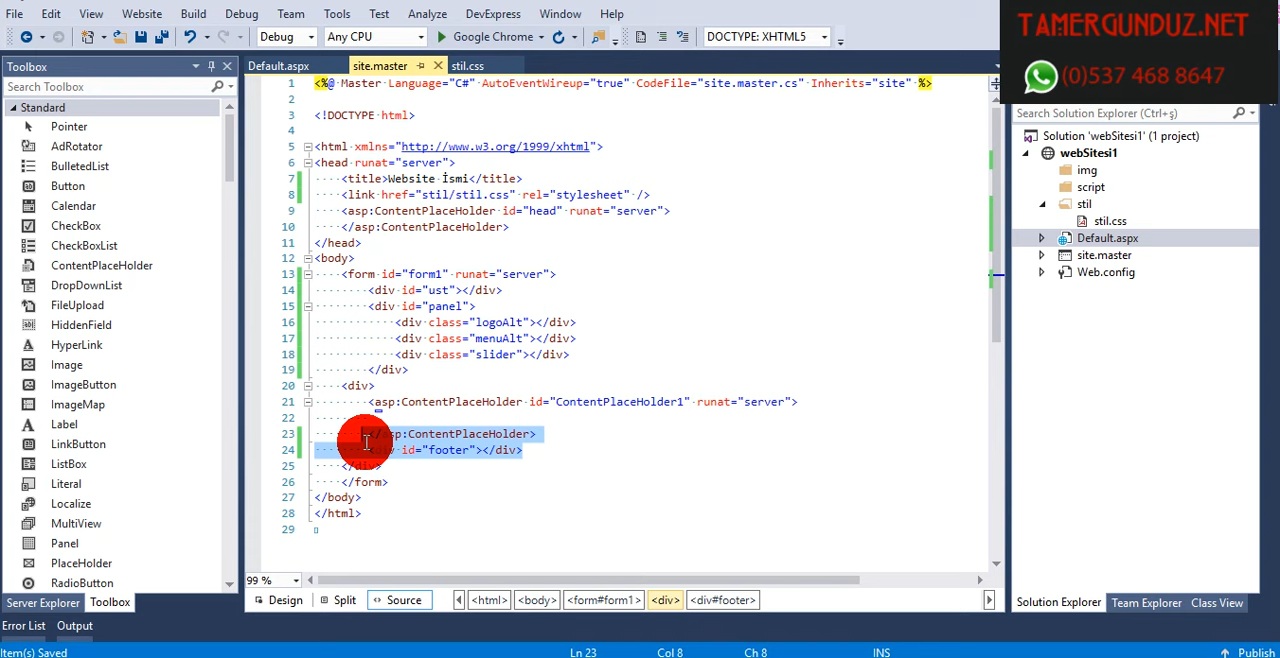 File Edit View Website Build Debug Team Tools Test Analyze DevExpress Window Help
TAMERGUNDUZ.NET
(0)537 468 8647
Debug Any CPU Google Chrome DOCTYPE: XHTML5
Toolbox
Search Toolbox
Standard
Pointer
AdRotator
BulletedList
Button
Calendar
CheckBox
CheckBoxList
ContentPlaceHolder
DropDownList
FileUpload
HiddenField
HyperLink
Image
ImageButton
ImageMap
Label
LinkButton
ListBox
Literal
Localize
MultiView
Panel
PlaceHolder
RadioButton
Server Explorer Toolbox
Error List Output
Default.aspx site.master stil.css
1 <%@ Master Language="C#" AutoEventWireup="true" CodeFile="site.master.cs" Inherits="site" %>
2
3 <!DOCTYPE html>
4
5 <html xmlns="http://www.w3.org/1999/xhtml">
6 <head runat="server">
7 <title>Website İsmi</title>
8 <link href="stil/stil.css" rel="stylesheet" />
9 <asp:ContentPlaceHolder id="head" runat="server">
10 </asp:ContentPlaceHolder>
11 </head>
12 <body>
13 <form id="form1" runat="server">
14 <div id="ust"></div>
15 <div id="panel">
16 <div class="logoAlt"></div>
17 <div class="menuAlt"></div>
18 <div class="slider"></div>
19 </div>
20 <div>
21 <asp:ContentPlaceHolder id="ContentPlaceHolder1" runat="server">
22
23 </asp:ContentPlaceHolder>
24 <div id="footer"></div>
25 </div>
26 </form>
27 </body>
28 </html>
29
99 %
Design Split Source <html> <body> <form#form1> <div> <div#footer>
Search Solution Explorer (Ctrl+ş)
Solution 'webSitesi1' (1 project)
webSitesi1
img
script
stil
stil.css
Default.aspx
site.master
Web.config
Solution Explorer Team Explorer Class View
Item(s) Saved Ln 23 Col 8 Ch 8 INS Publish